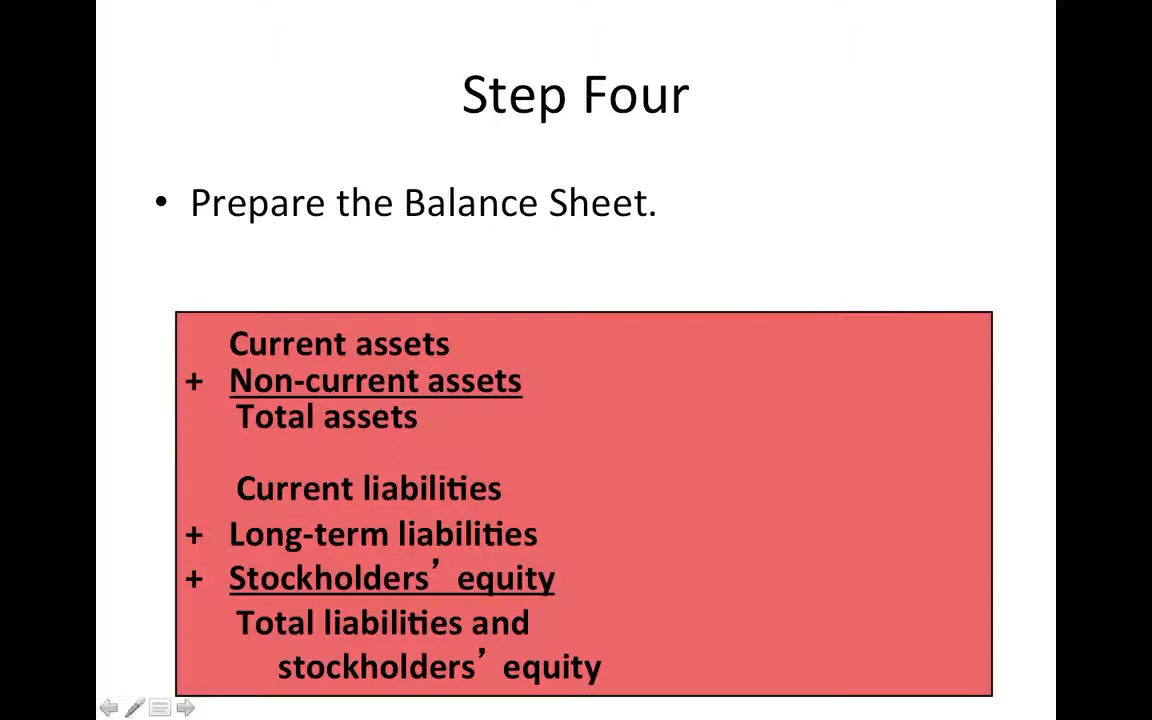 Step Four
• Prepare the Balance Sheet.
Current assets
+ Non-current assets
Total assets
Current liabilities
+ Long-term liabilities
+ Stockholders’ equity
Total liabilities and
stockholders’ equity